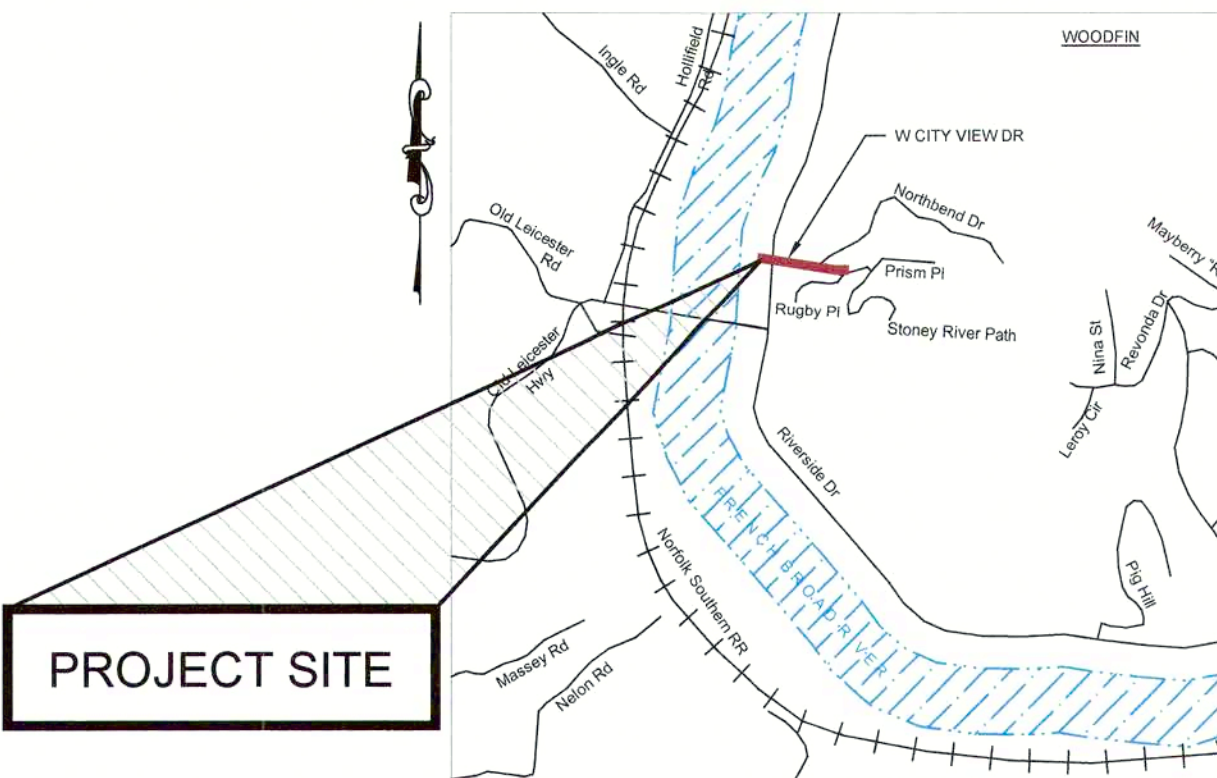 WOODFIN
Ingle Rd
Hollifield
Rd
W CITY VIEW DR
Northbend Dr
Old Leicester
Rd
Mayberry "R
Prism Pl
Rugby Pl
Stoney River Path
Nina St
Revonda Dr
Old Leicester
Hwy
Leroy Cir
Riverside Dr
FRENCH BROAD RIVER
Norfolk Southern RR
Pig Hill
PROJECT SITE
Massey Rd
Nelon Rd